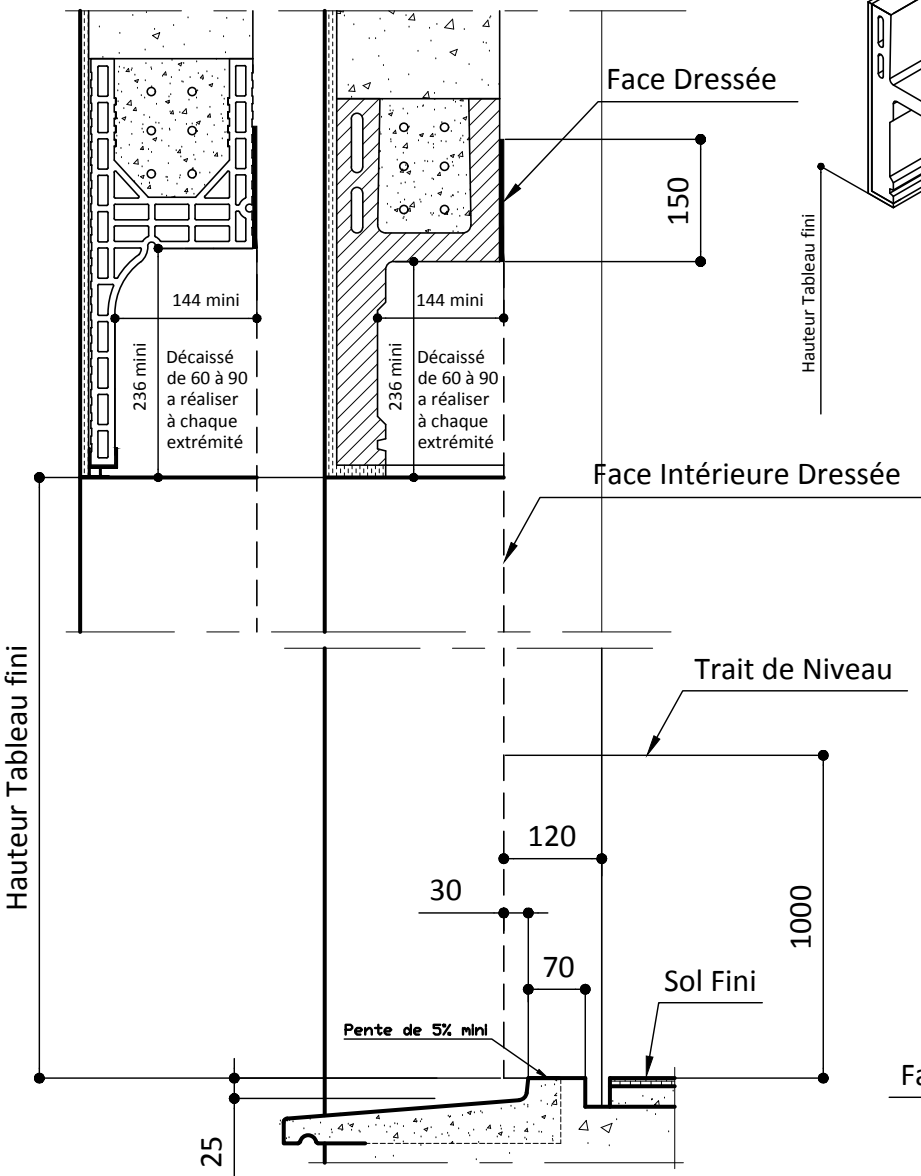 Face Dressée
150
Hauteur Tableau fini
144 mini
236 mini
Décaissé
de 60 à 90
a réaliser
à chaque
extrémité
144 mini
236 mini
Décaissé
de 60 à 90
a réaliser
à chaque
extrémité
Face Intérieure Dressée
Hauteur Tableau fini
Trait de Niveau
120
30
1000
70
Sol Fini
Pente de 5% mini
Fa
25